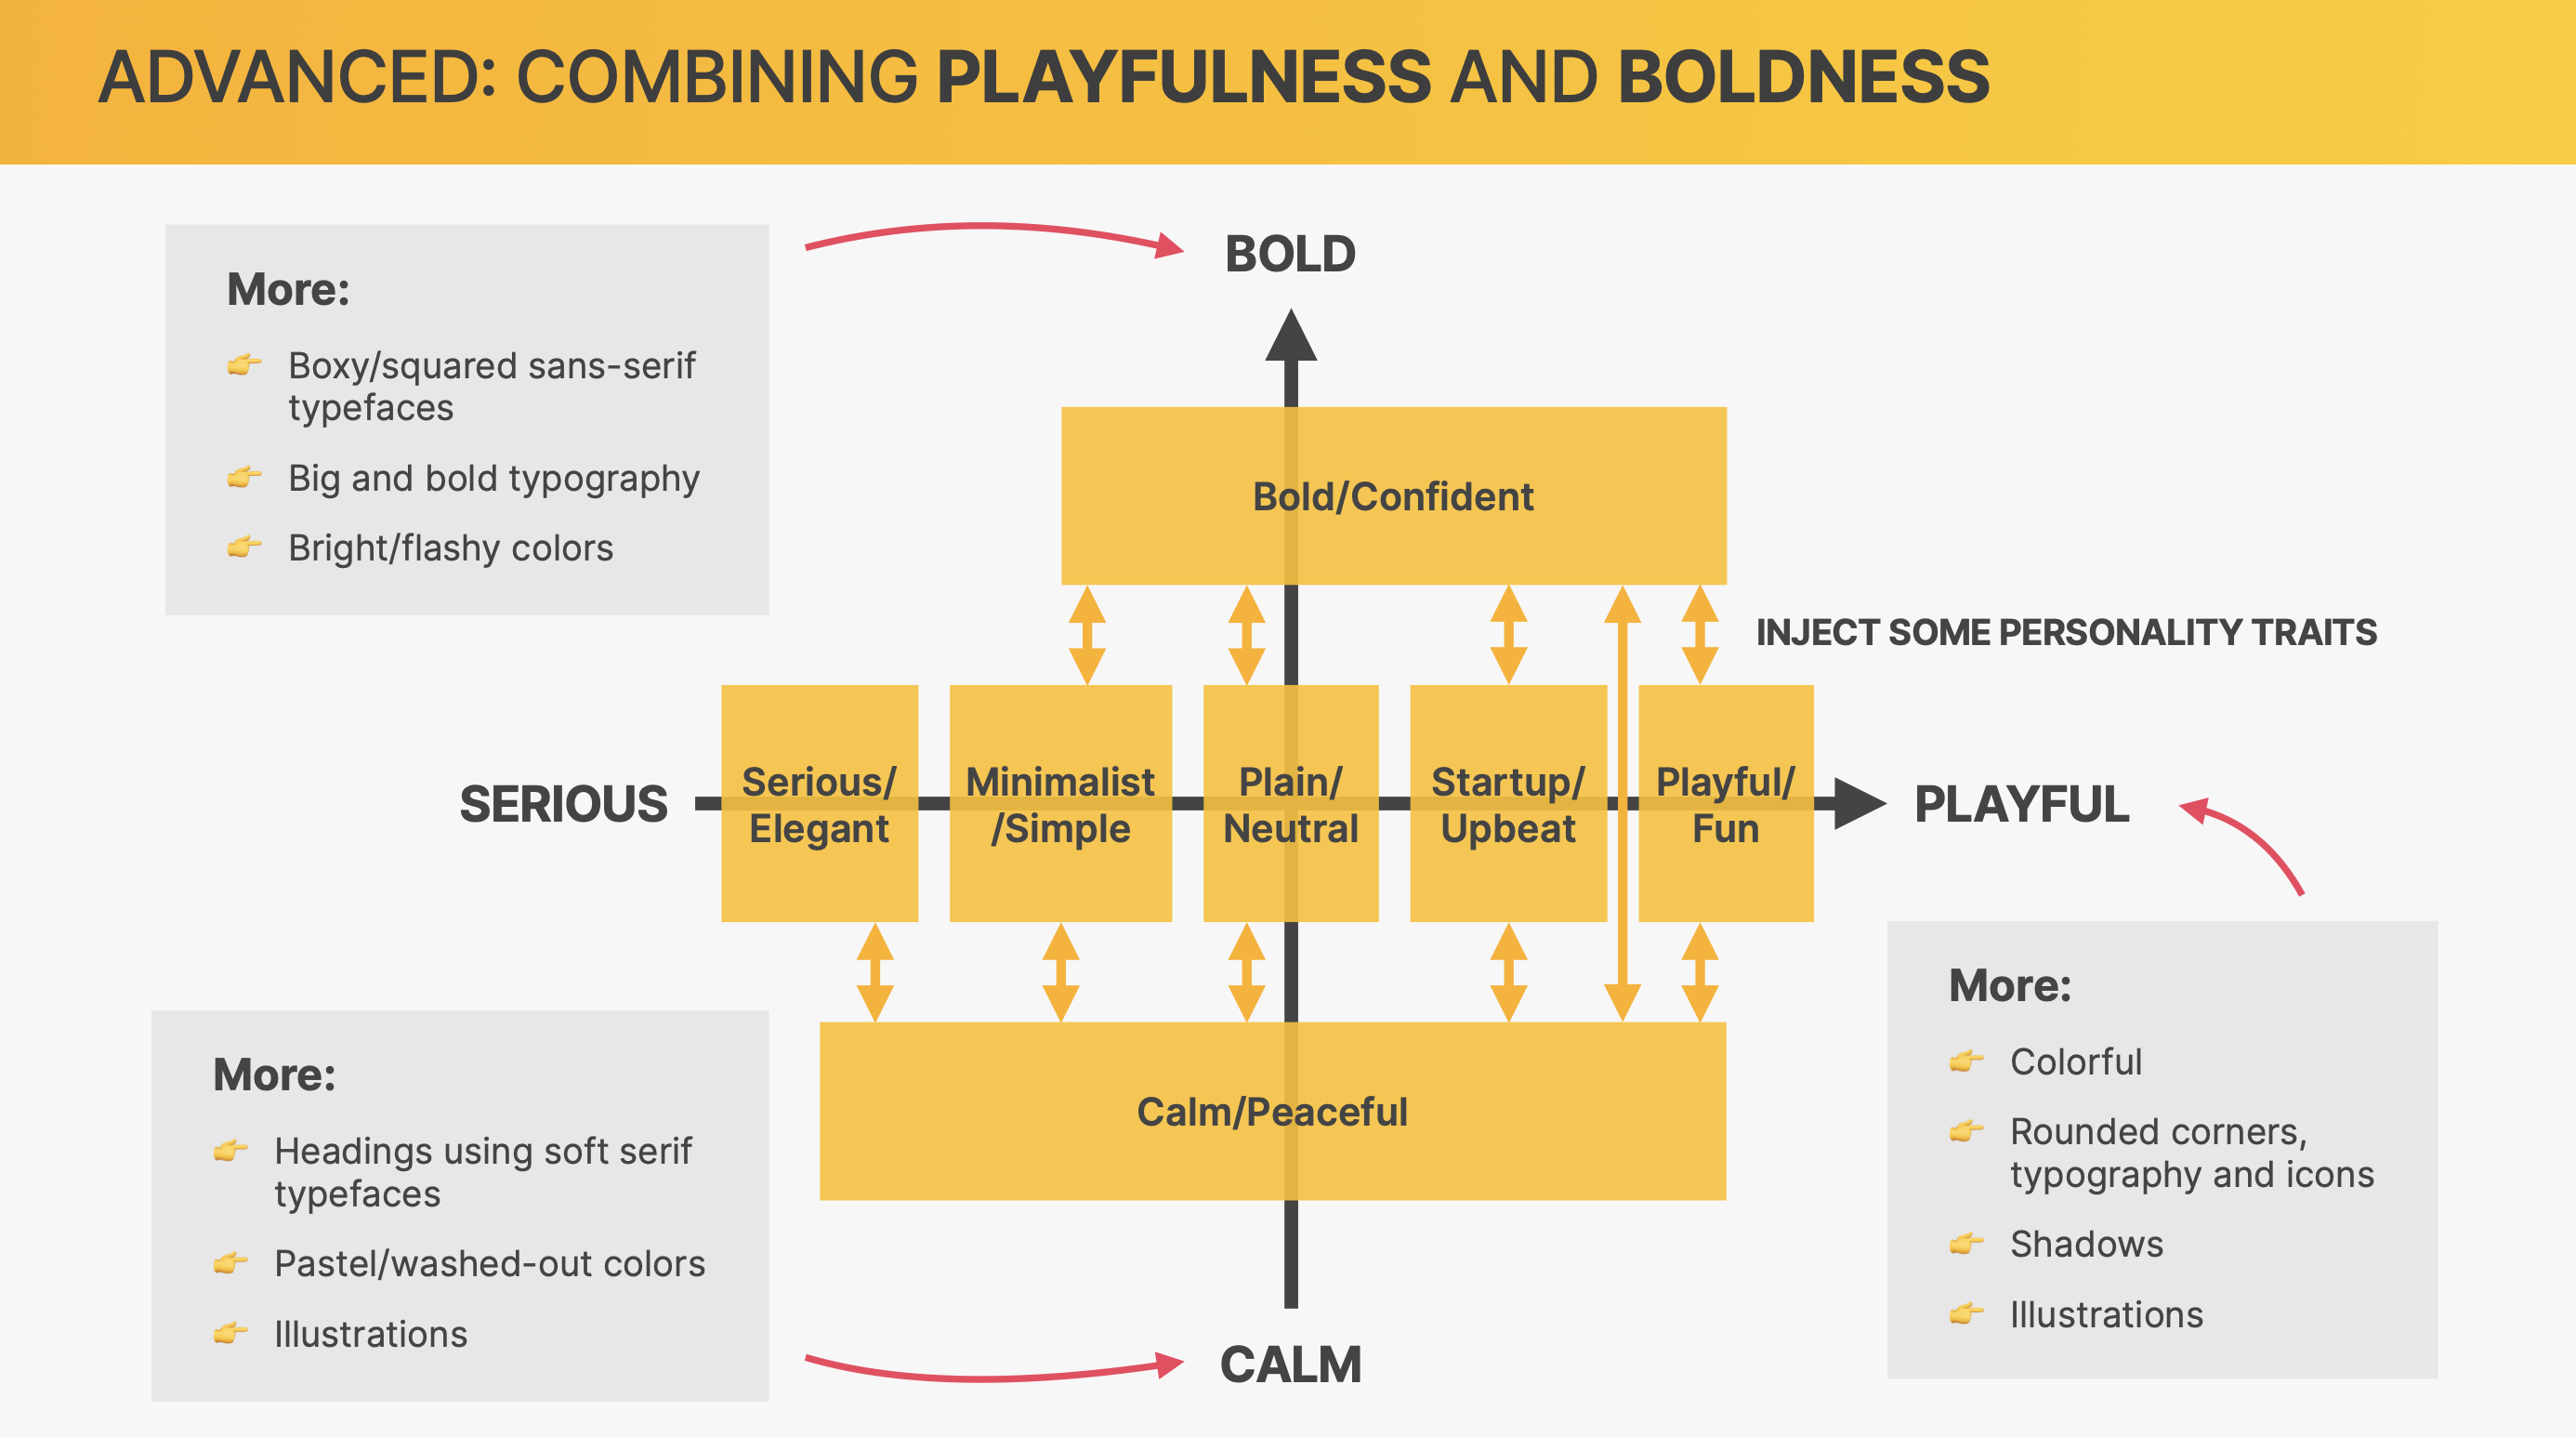 ADVANCED: COMBINING PLAYFULNESS AND BOLDNESS
More:
Boxy/squared sans-serif
typefaces
Big and bold typography
Bright/flashy colors
BOLD
Bold/Confident
INJECT SOME PERSONALITY TRAITS
SERIOUS
Serious/
Elegant
Minimalist
/Simple
Plain/
Neutral
Startup/
Upbeat
Playful/
Fun
PLAYFUL
More:
Headings using soft serif
typefaces
Pastel/washed-out colors
Illustrations
Calm/Peaceful
CALM
More:
Colorful
Rounded corners,
typography and icons
Shadows
Illustrations